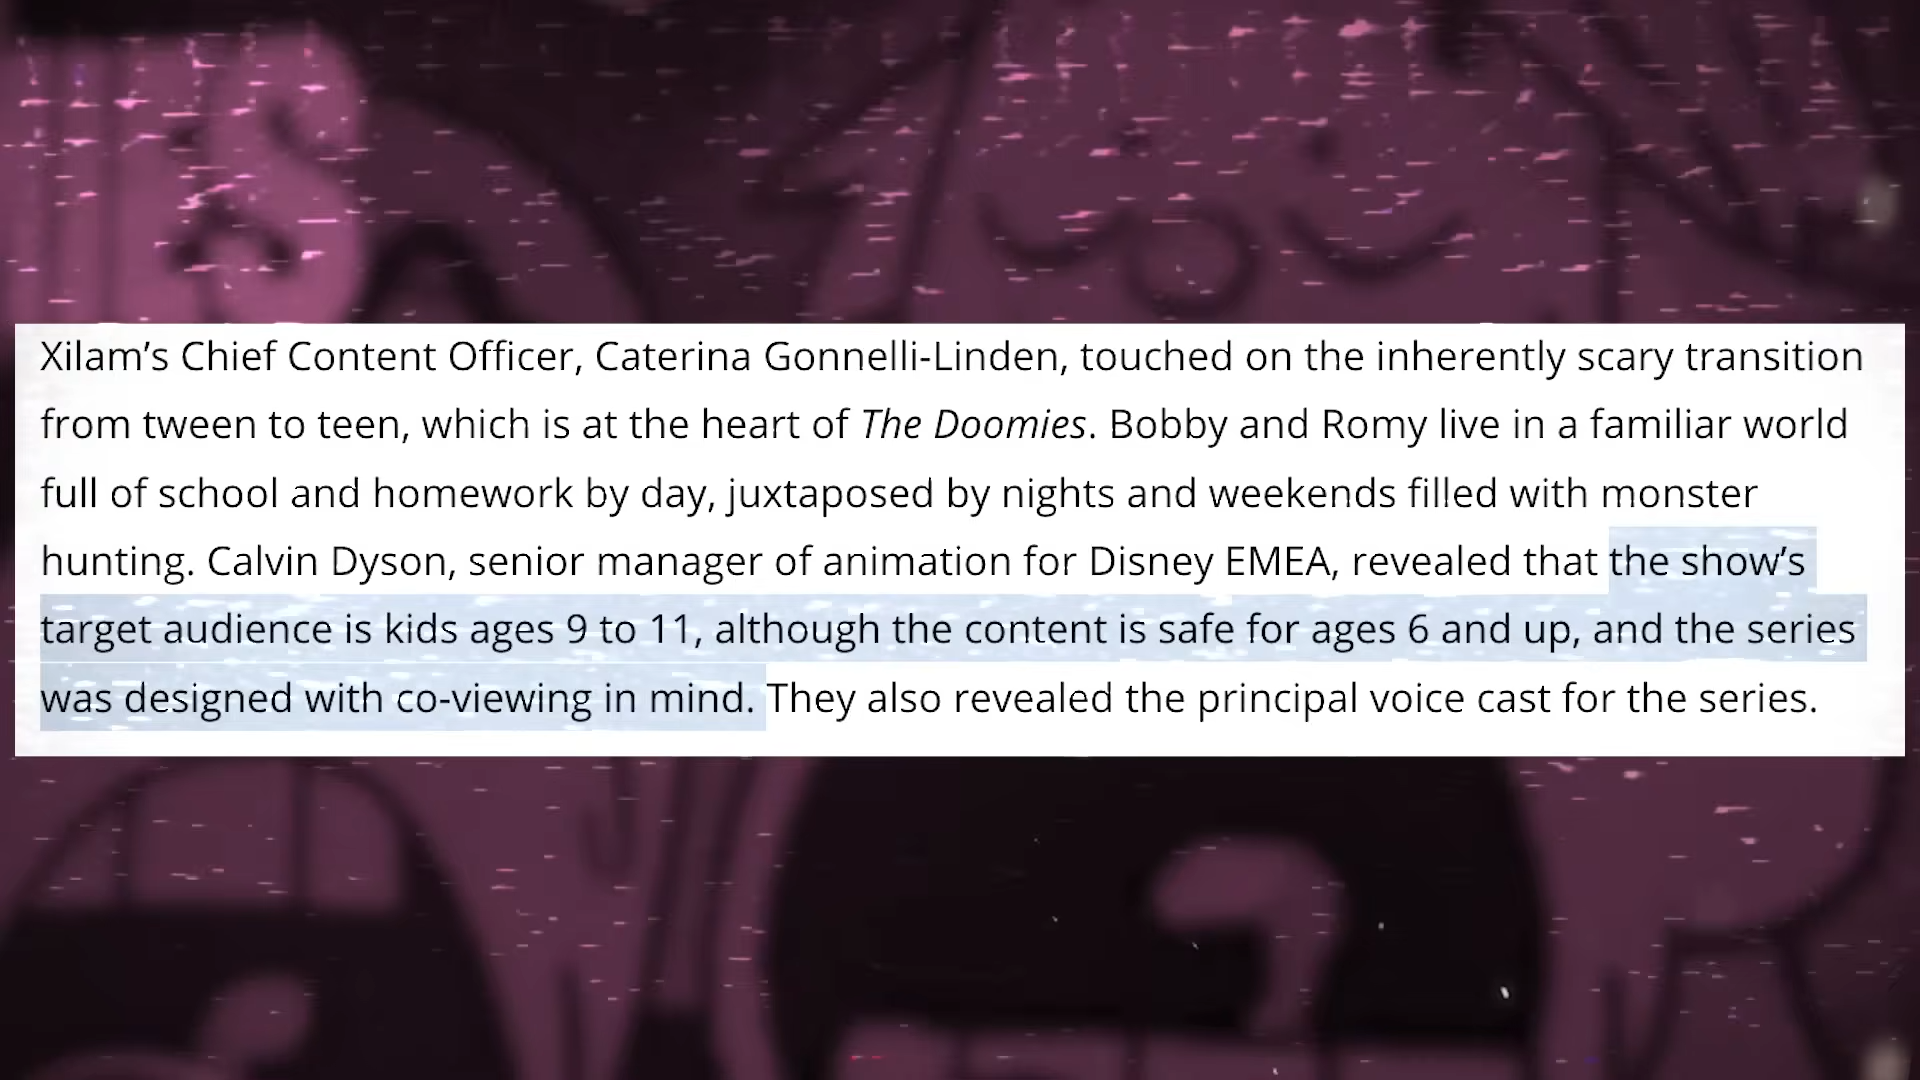 Xilam’s Chief Content Officer, Caterina Gonnelli-Linden, touched on the inherently scary transition
from tween to teen, which is at the heart of The Doomies. Bobby and Romy live in a familiar world
full of school and homework by day, juxtaposed by nights and weekends filled with monster
hunting. Calvin Dyson, senior manager of animation for Disney EMEA, revealed that the show’s
target audience is kids ages 9 to 11, although the content is safe for ages 6 and up, and the series
was designed with co-viewing in mind. They also revealed the principal voice cast for the series.